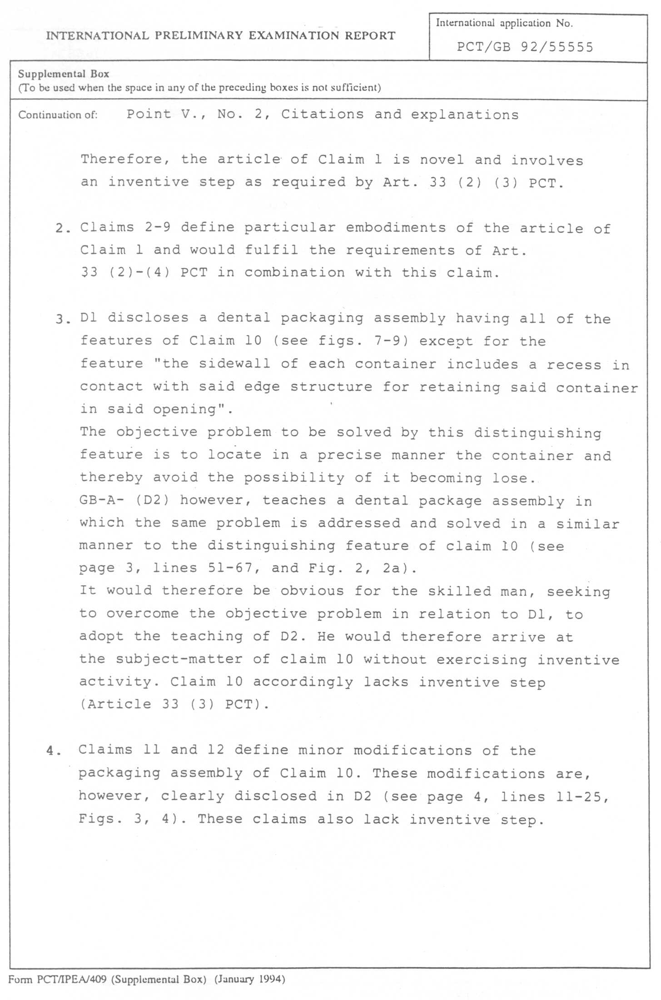 INTERNATIONAL PRELIMINARY EXAMINATION REPORT
International application No.
PCT/GB 92/55555
Supplemental Box
(To be used when the space in any of the preceding boxes is not sufficient)
Continuation of: Point V., No. 2, Citations and explanations
Therefore, the article of Claim 1 is novel and involves
an inventive step as required by Art. 33 (2) (3) PCT.
2. Claims 2-9 define particular embodiments of the article of
Claim 1 and would fulfil the requirements of Art.
33 (2)-(4) PCT in combination with this claim.
3. D1 discloses a dental packaging assembly having all of the
features of Claim 10 (see figs. 7-9) except for the
feature "the sidewall of each container includes a recess in
contact with said edge structure for retaining said container
in said opening".
The objective problem to be solved by this distinguishing
feature is to locate in a precise manner the container and
thereby avoid the possibility of it becoming lose.
GB-A- (D2) however, teaches a dental package assembly in
which the same problem is addressed and solved in a similar
manner to the distinguishing feature of claim 10 (see
page 3, lines 51-67, and Fig. 2, 2a).
It would therefore be obvious for the skilled man, seeking
to overcome the objective problem in relation to D1, to
adopt the teaching of D2. He would therefore arrive at
the subject-matter of claim 10 without exercising inventive
activity. Claim 10 accordingly lacks inventive step
(Article 33 (3) PCT).
4. Claims 11 and 12 define minor modifications of the
packaging assembly of Claim 10. These modifications are,
however, clearly disclosed in D2 (see page 4, lines 11-25,
Figs. 3, 4). These claims also lack inventive step.
Form PCT/IPEA/409 (Supplemental Box) (January 1994)